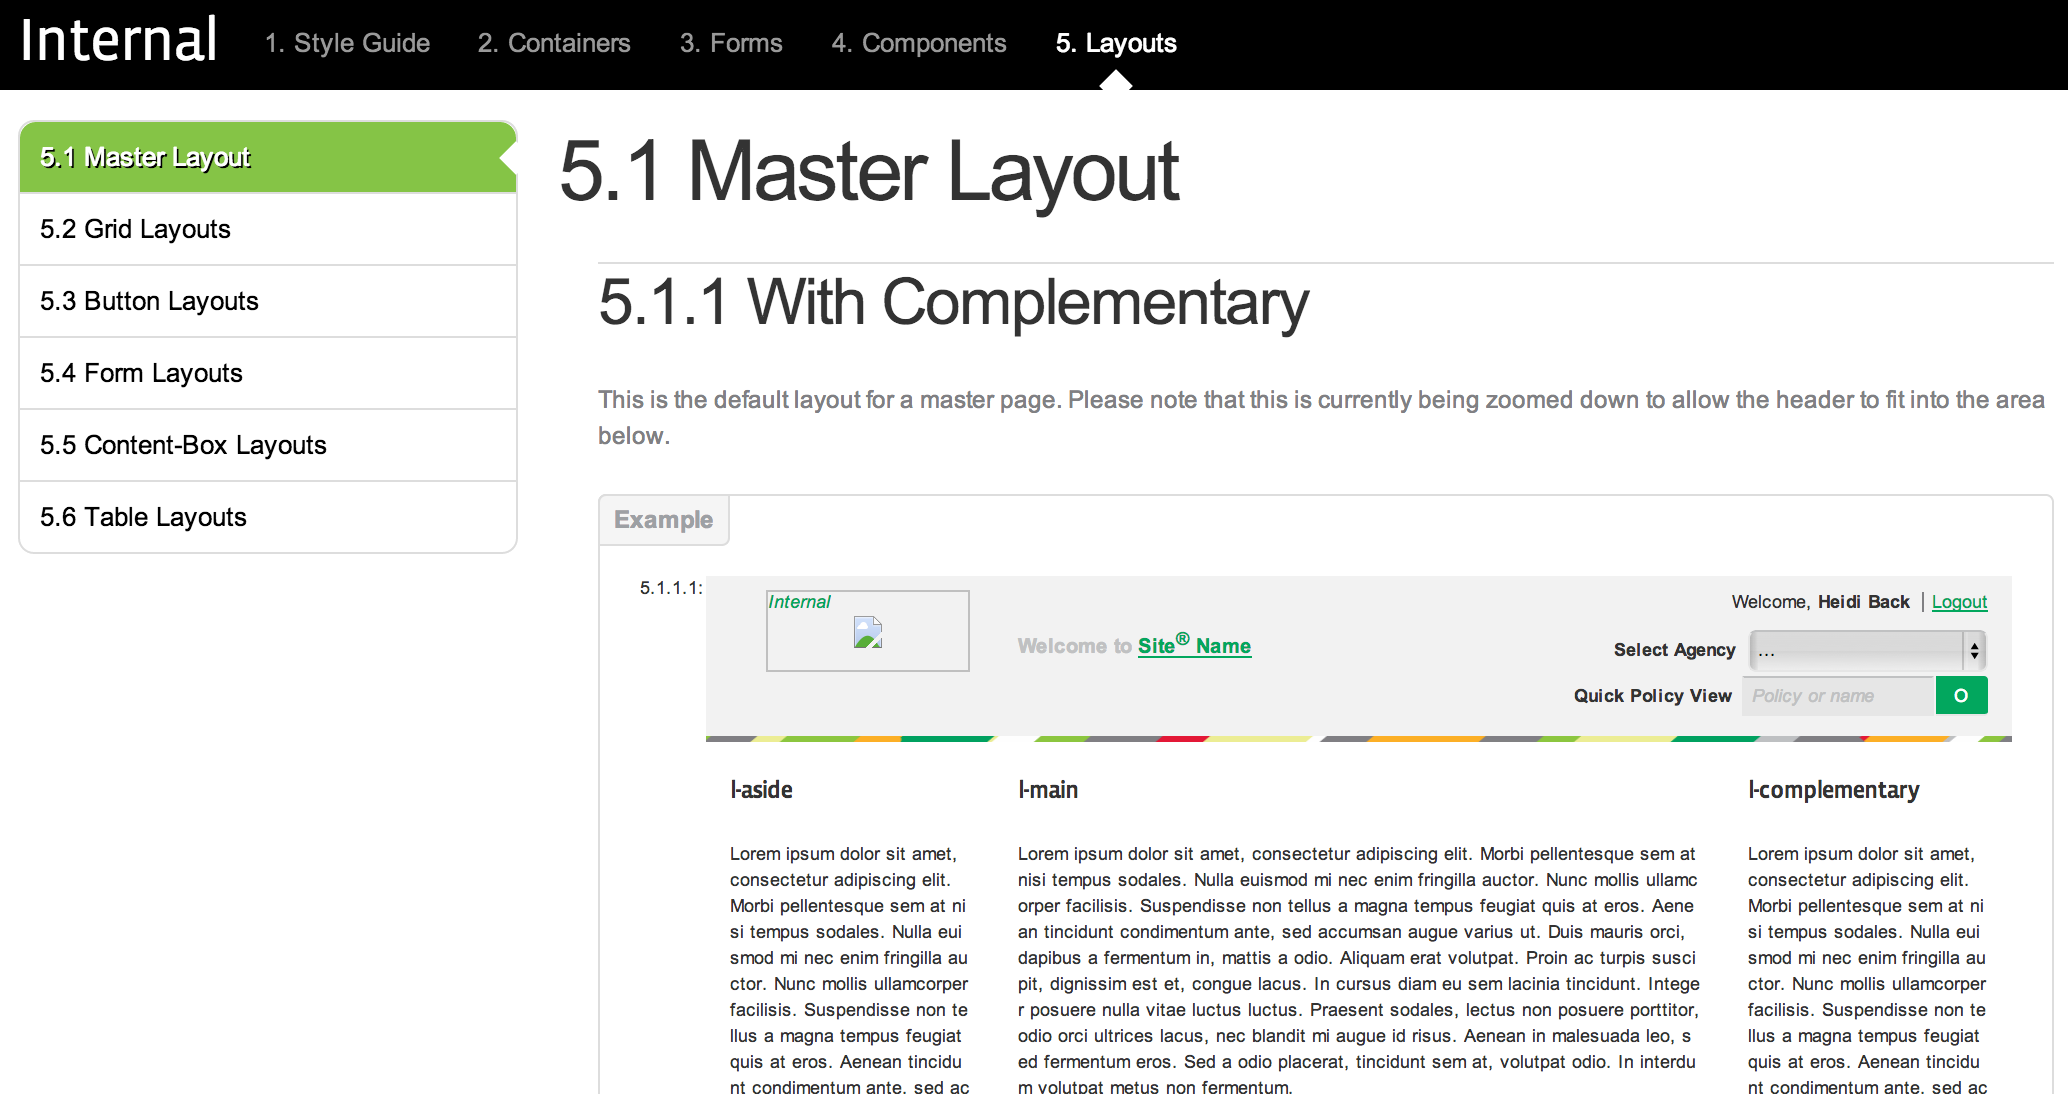 Internal
1. Style Guide
2. Containers
3. Forms
4. Components
5. Layouts
5.1 Master Layout
5.2 Grid Layouts
5.3 Button Layouts
5.4 Form Layouts
5.5 Content-Box Layouts
5.6 Table Layouts
5.1 Master Layout
5.1.1 With Complementary
This is the default layout for a master page. Please note that this is currently being zoomed down to allow the header to fit into the area
below.
Example
5.1.1.1:
Internal
Welcome to Site® Name
Welcome, Heidi Back | Logout
Select Agency ...
Quick Policy View Policy or name O
l-aside
Lorem ipsum dolor sit amet,
consectetur adipiscing elit.
Morbi pellentesque sem at ni
si tempus sodales. Nulla eui
smod mi nec enim fringilla au
ctor. Nunc mollis ullamcorper
facilisis. Suspendisse non te
llus a magna tempus feugiat
quis at eros. Aenean tincidu
nt condimentum ante, sed ac
l-main
Lorem ipsum dolor sit amet, consectetur adipiscing elit. Morbi pellentesque sem at
nisi tempus sodales. Nulla euismod mi nec enim fringilla auctor. Nunc mollis ullamc
orper facilisis. Suspendisse non tellus a magna tempus feugiat quis at eros. Aene
an tincidunt condimentum ante, sed accumsan augue varius ut. Duis mauris orci,
dapibus a fermentum in, mattis a odio. Aliquam erat volutpat. Proin ac turpis susci
pit, dignissim est et, congue lacus. In cursus diam eu sem lacinia tincidunt. Intege
r posuere nulla vitae luctus luctus. Praesent sodales, lectus non posuere porttitor,
odio orci ultrices lacus, nec blandit mi augue id risus. Aenean in malesuada leo, s
ed fermentum eros. Sed a odio placerat, tincidunt sem at, volutpat odio. In interdu
m volutpat metus non fermentum.
l-complementary
Lorem ipsum dolor sit amet,
consectetur adipiscing elit.
Morbi pellentesque sem at ni
si tempus sodales. Nulla eui
smod mi nec enim fringilla au
ctor. Nunc mollis ullamcorper
facilisis. Suspendisse non te
llus a magna tempus feugiat
quis at eros. Aenean tincidu
nt condimentum ante, sed ac